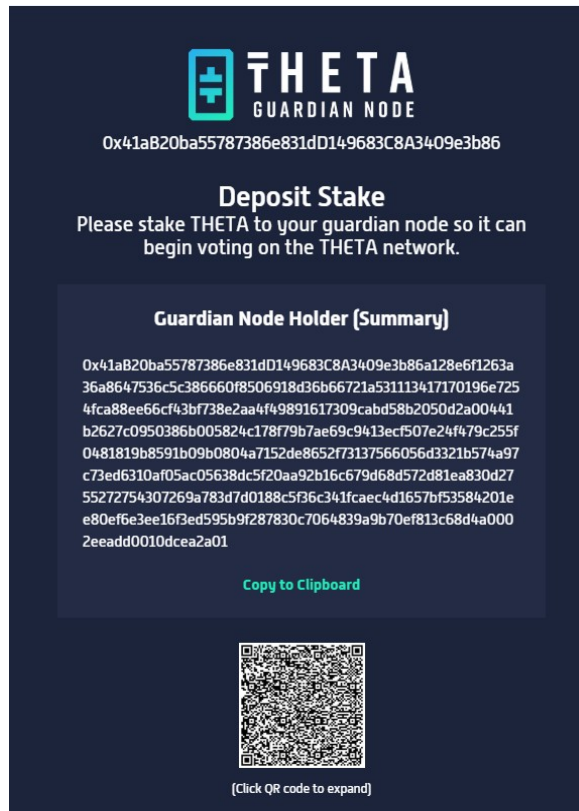 THETA
GUARDIAN NODE
0x41aB20ba55787386e831dD149683C8A3409e3b86
Deposit Stake
Please stake THETA to your guardian node so it can
begin voting on the THETA network.
Guardian Node Holder (Summary)
0x41aB20ba55787386e831dD149683C8A3409e3b86a128e6f1263a
36a8647536c5c386660f8506918d36b66721a531113417170196e725
4fca88ee66cf43bf738e2aa4f49891617309cabd58b2050d2a00441
b2627c0950386b005824c178f79b7ae69c9413ecf507e24f479c255f
0481819b8591b09b0804a7152de8652f73137566056d3321b574a97
c73ed6310af05ac05638dc5f20aa92b16c679d68d572d81ea830d27
55272754307269a783d7d0188c5f36c341fcaec4d1657bf53584201e
e80ef6e3ee16f3ed595b9f287830c7064839a9b70ef813c68d4a000
2eeadd0010dcea2a01
Copy to Clipboard
(Click QR code to expand)